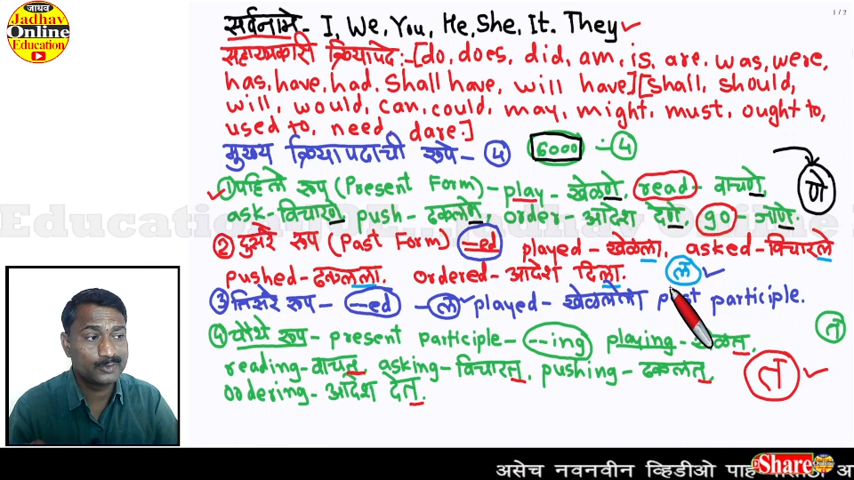 जाधव
Jadhav
Online
Education
1/2
सर्वनामे- I, We, You, He, She, It. They
सहाय्यकारी क्रियापदे:-[do, does, did, am, is, are, was, were,
has, have, had. Shall have, will have] [Shall, should,
will, would, can, could, may, might, must, ought to,
used to, need, dare.]
मुख्य क्रियापदाची रूपे- ४ 6000 ÷ ४
① पहिले रूप (Present Form) - play - खेळणे, read - वाचणे, णे
ask-विचारणे push - ढकलणे, order - आदेश देणे go - जाणे.
② दुसरे रूप (Past Form) --ed played - खेळला, asked-विचारले
pushed-ढकलला. ordered-आदेश दिला. ले
③ तिसरे रूप - --ed - ले played - खेळलेला participle.
④ चौथे रूप- present participle- --ing playing - त
reading-वाचत, asking-विचारत, pushing-ढकलत, त
ordering-आदेश देत.
असेच नवनवीन व्हिडीओ
Share